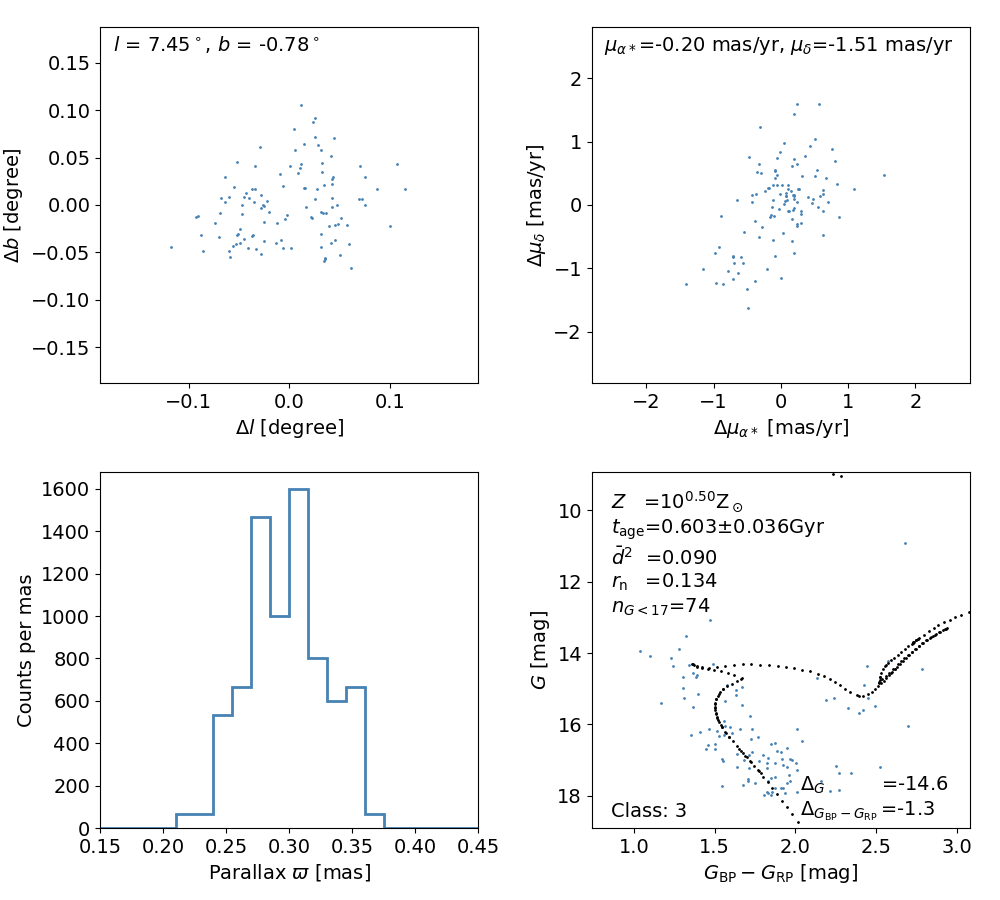 l = 7.45°, b = -0.78°
Δb [degree]
0.15
0.10
0.05
0.00
−0.05
−0.10
−0.15
−0.1
0.0
0.1
Δl [degree]
μα*=-0.20 mas/yr, μδ=-1.51 mas/yr
Δμδ [mas/yr]
2
1
0
−1
−2
−2
−1
0
1
2
Δμα* [mas/yr]
Counts per mas
1600
1400
1200
1000
800
600
400
200
0
0.15
0.20
0.25
0.30
0.35
0.40
0.45
Parallax ϖ [mas]
G [mag]
10
12
14
16
18
Z =10^0.50 Z⊙
t_age=0.603±0.036Gyr
d̄² =0.090
r_n =0.134
n_G<17=74
Δ_G =-14.6
Δ_GBP−GRP=-1.3
Class: 3
1.0
1.5
2.0
2.5
3.0
G_BP − G_RP [mag]